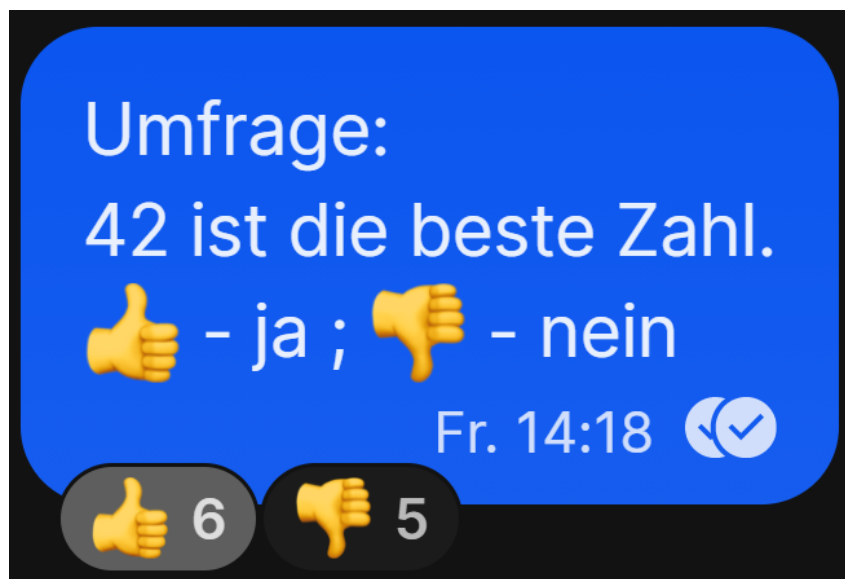 Umfrage:
42 ist die beste Zahl.
👍 - ja ; 👎 - nein
Fr. 14:18
👍 6 👎 5